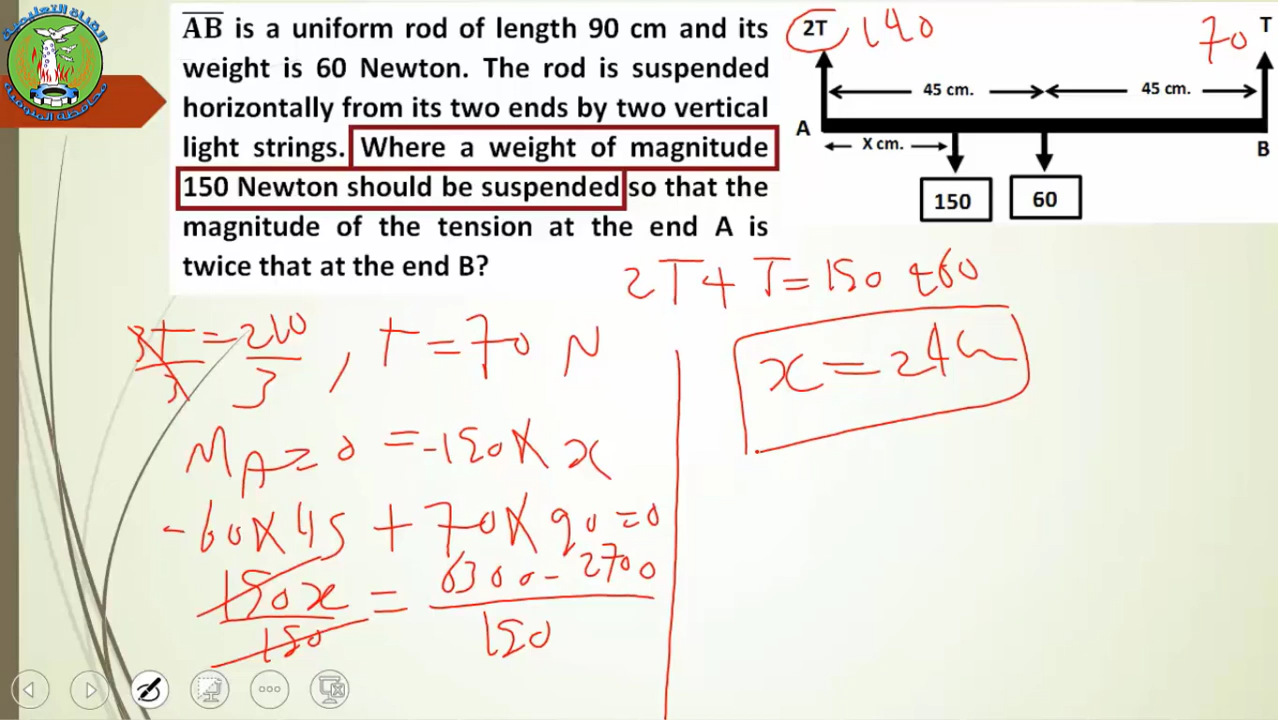 AB is a uniform rod of length 90 cm and its
weight is 60 Newton. The rod is suspended
horizontally from its two ends by two vertical
light strings. Where a weight of magnitude
150 Newton should be suspended so that the
magnitude of the tension at the end A is
twice that at the end B?
2T 140
70 T
45 cm.
45 cm.
A
X cm.
B
150
60
2T + T = 150 + 60
3T/3 = 210/3 , T = 70 N
x = 24 cm
M_A = 0 = -150 × x
-60 × 45 + 70 × 90 = 0
150x/150 = 6300 - 2700/150